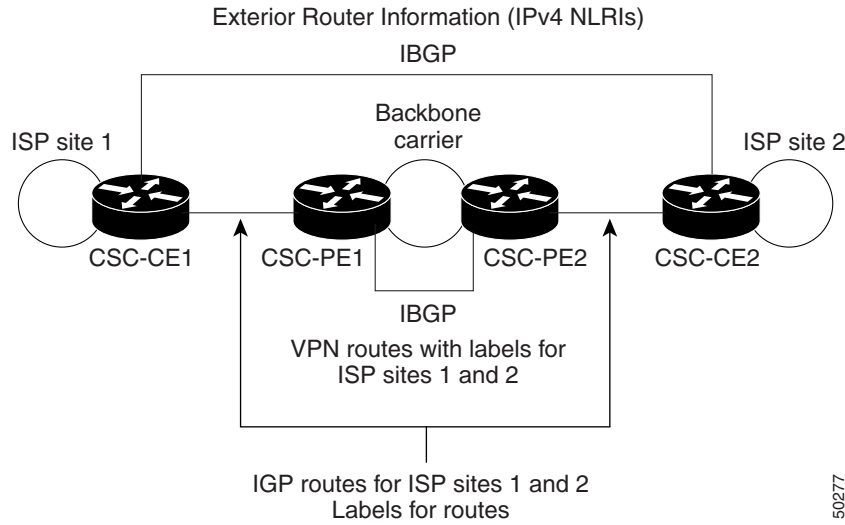 Exterior Router Information (IPv4 NLRIs)
IBGP
Backbone
carrier
ISP site 1
ISP site 2
CSC-CE1
CSC-PE1
CSC-PE2
CSC-CE2
IBGP
VPN routes with labels for
ISP sites 1 and 2
IGP routes for ISP sites 1 and 2
Labels for routes
50277